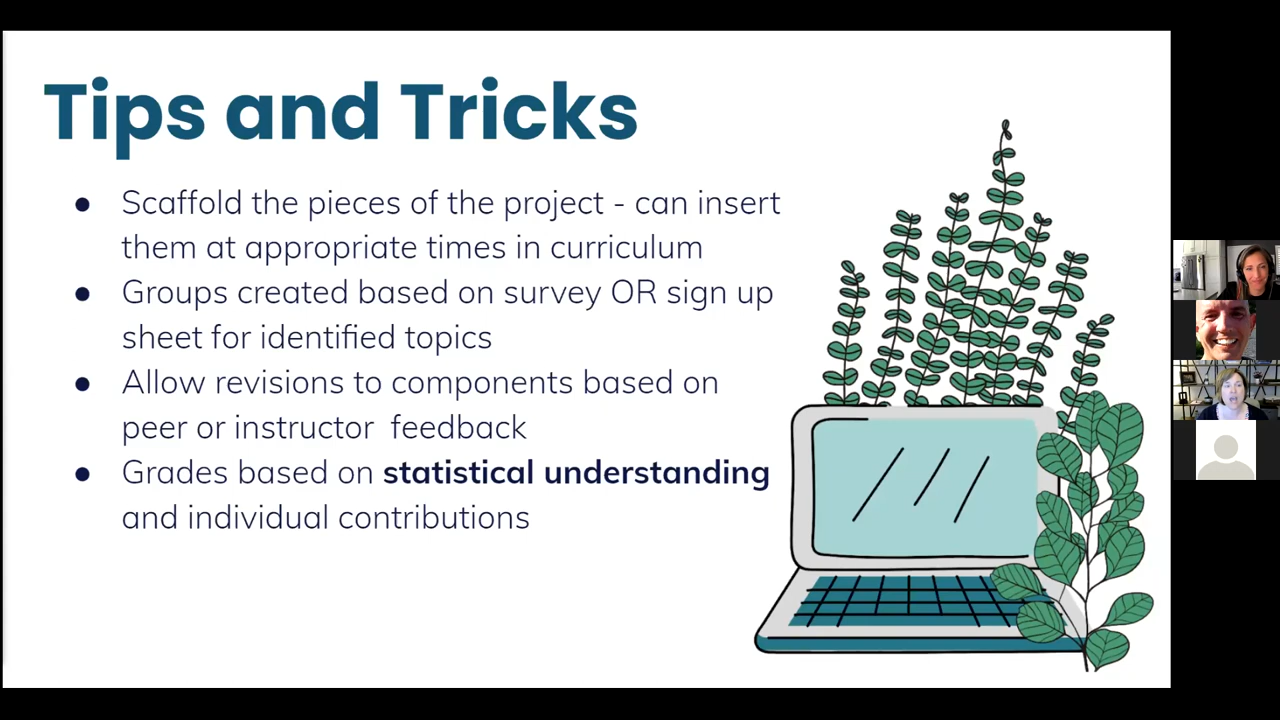 Tips and Tricks
● Scaffold the pieces of the project - can insert
them at appropriate times in curriculum
● Groups created based on survey OR sign up
sheet for identified topics
● Allow revisions to components based on
peer or instructor  feedback
● Grades based on statistical understanding
and individual contributions